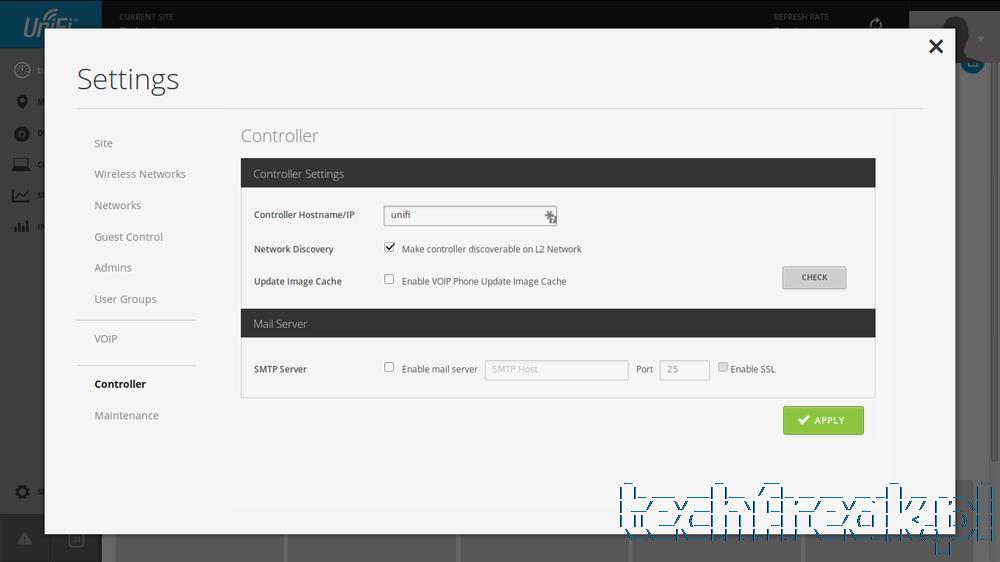 UniFi
CURRENT SITE
REFRESH RATE
Settings
Site
Wireless Networks
Networks
Guest Control
Admins
User Groups
VOIP
Controller
Maintenance
Controller
Controller Settings
Controller Hostname/IP unifi
Network Discovery Make controller discoverable on L2 Network
Update Image Cache Enable VOIP Phone Update Image Cache CHECK
Mail Server
SMTP Server Enable mail server SMTP Host Port 25 Enable SSL
APPLY
techfreak.pl